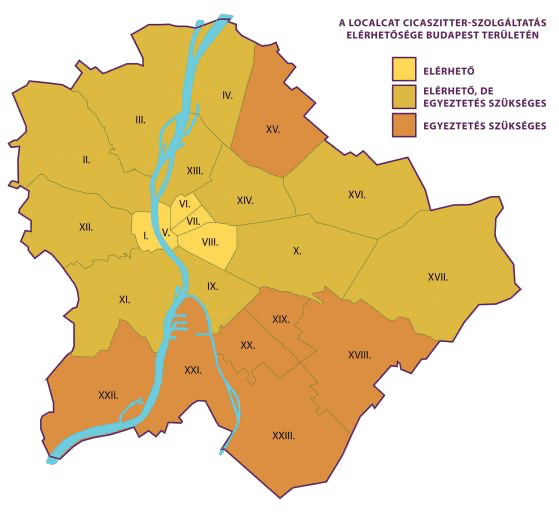 A LOCALCAT CICASZITTER-SZOLGÁLTATÁS
ELÉRHETŐSÉGE BUDAPEST TERÜLETÉN
ELÉRHETŐ
ELÉRHETŐ, DE
EGYEZTETÉS SZÜKSÉGES
EGYEZTETÉS SZÜKSÉGES
IV.
III.
XV.
II.
XIII.
XVI.
XIV.
VI.
VII.
XII.
I.
V.
VIII.
X.
XVII.
IX.
XI.
XIX.
XX.
XVIII.
XXI.
XXII.
XXIII.